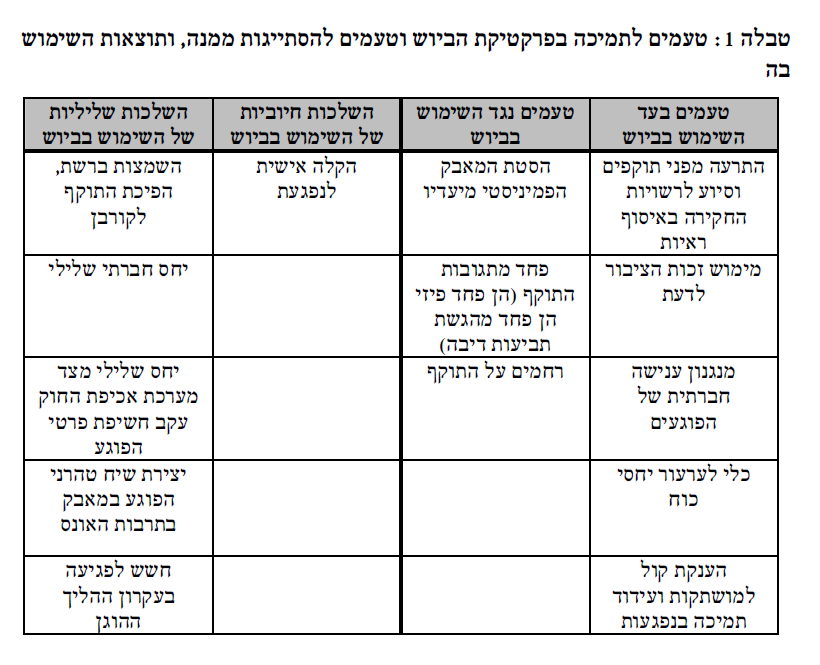 טבלה 1: טעמים לתמיכה בפרקטיקת הביוש וטעמים להסתייגות ממנה, ותוצאות השימוש
בה
טעמים בעד
השימוש בביוש
טעמים נגד השימוש
בביוש
השלכות חיוביות
של השימוש בביוש
השלכות שליליות
של השימוש בביוש
התרעה מפני תוקפים
וסיוע לרשויות
החקירה באיסוף
ראיות
הסטת המאבק
הפמיניסטי מיעדיו
הקלה אישית
לנפגעת
השמצות ברשת,
הפיכת התוקף
לקורבן
מימוש זכות הציבור
לדעת
פחד מתגובות
התוקף (הן פחד פיזי
הן פחד מהגשת
תביעות דיבה)
יחס חברתי שלילי
מנגנון ענישה
חברתית של
הפוגעים
רחמים על התוקף
יחס שלילי מצד
מערכת אכיפת החוק
עקב חשיפת פרטי
הפוגע
כלי לערעור יחסי
כוח
יצירת שיח טהרני
הפוגע במאבק
בתרבות האונס
הענקת קול
למושתקות ועידוד
תמיכה בנפגעות
חשש לפגיעה
בעקרון ההליך
ההוגן